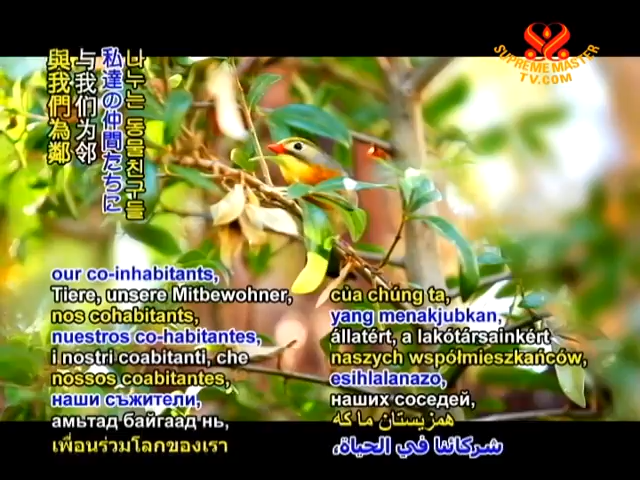 SUPREME MASTER
TV.COM
나누는 동물친구들
私達の仲間たちに
与我们为邻
與我們為鄰
our co-inhabitants,
Tiere, unsere Mitbewohner,
nos cohabitants,
nuestros co-habitantes,
i nostri coabitanti, che
nossos coabitantes,
наши съжители,
амьтад байгаад нь,
เพื่อนร่วมโลกของเรา
của chúng ta,
yang menakjubkan,
állatért, a lakótársainkért
naszych współmieszkańców,
esihlalanazo,
наших соседей,
همزیستان ما که
شركائنا في الحياة،